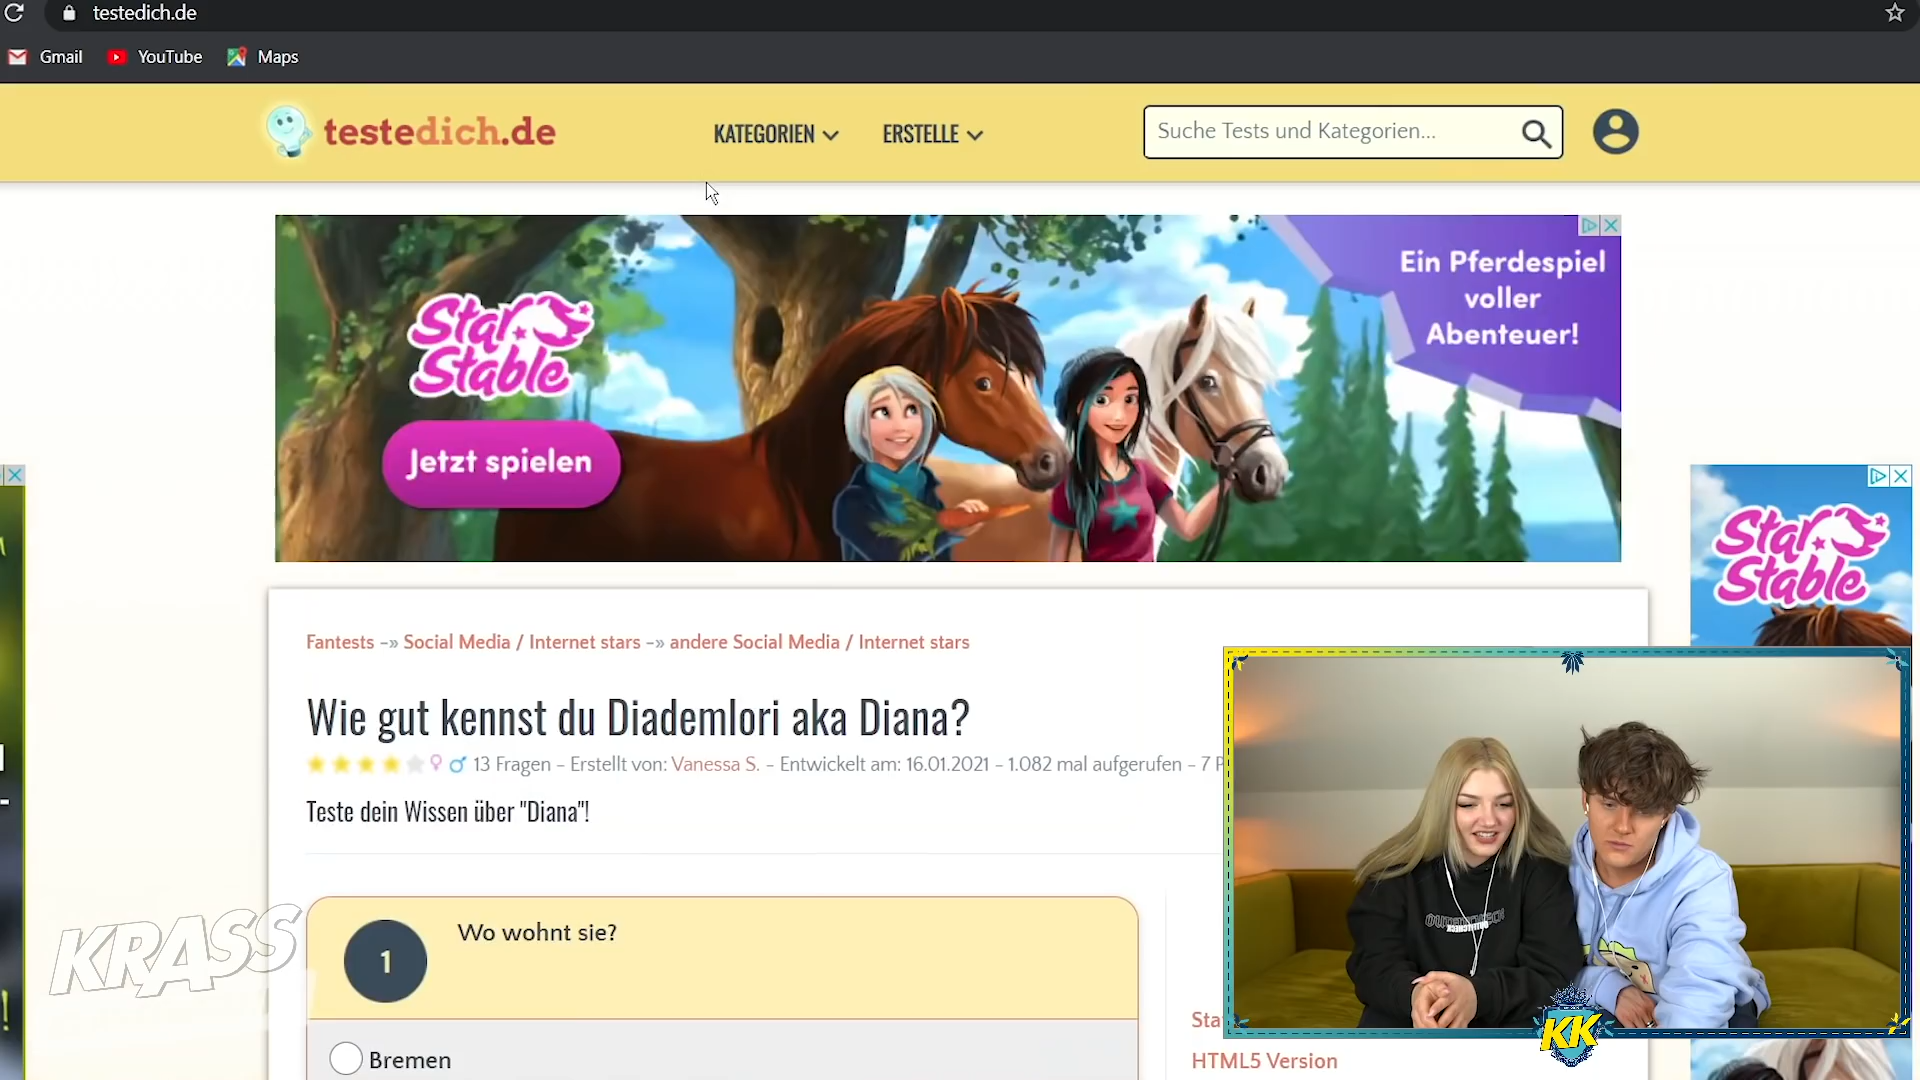 testedich.de
Gmail YouTube Maps
testedich.de KATEGORIEN ERSTELLE Suche Tests und Kategorien...
Star Stable
Jetzt spielen
Ein Pferdespiel
voller
Abenteuer!
Star Stable
Fantests -» Social Media / Internet stars -» andere Social Media / Internet stars
Wie gut kennst du Diademlori aka Diana?
13 Fragen - Erstellt von: Vanessa S. - Entwickelt am: 16.01.2021 - 1.082 mal aufgerufen - 7 P
Teste dein Wissen über "Diana"!
1 Wo wohnt sie?
Bremen
Sta
HTML5 Version
KRASS
KK